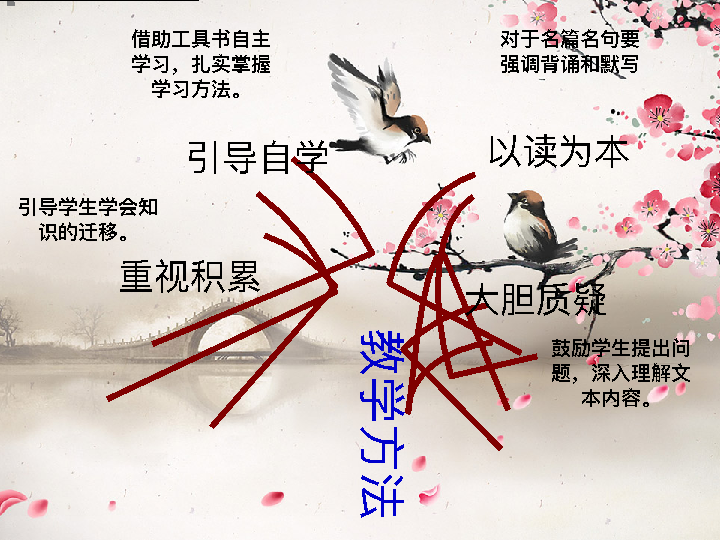 借助工具书自主
学习，扎实掌握
学习方法。
对于名篇名句要
强调背诵和默写
引导自学
以读为本
引导学生学会知
识的迁移。
重视积累
大胆质疑
鼓励学生提出问
题，深入理解文
本内容。
教学方法